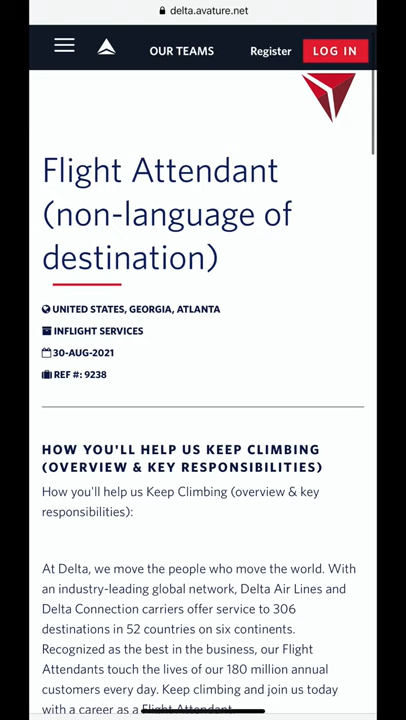 delta.avature.net
OUR TEAMS
Register
LOG IN
Flight Attendant
(non-language of
destination)
UNITED STATES, GEORGIA, ATLANTA
INFLIGHT SERVICES
30-AUG-2021
REF #: 9238
HOW YOU'LL HELP US KEEP CLIMBING
(OVERVIEW & KEY RESPONSIBILITIES)
How you'll help us Keep Climbing (overview & key
responsibilities):
At Delta, we move the people who move the world. With
an industry-leading global network, Delta Air Lines and
Delta Connection carriers offer service to 306
destinations in 52 countries on six continents.
Recognized as the best in the business, our Flight
Attendants touch the lives of our 180 million annual
customers every day. Keep climbing and join us today
with a career as a Flight Attendant